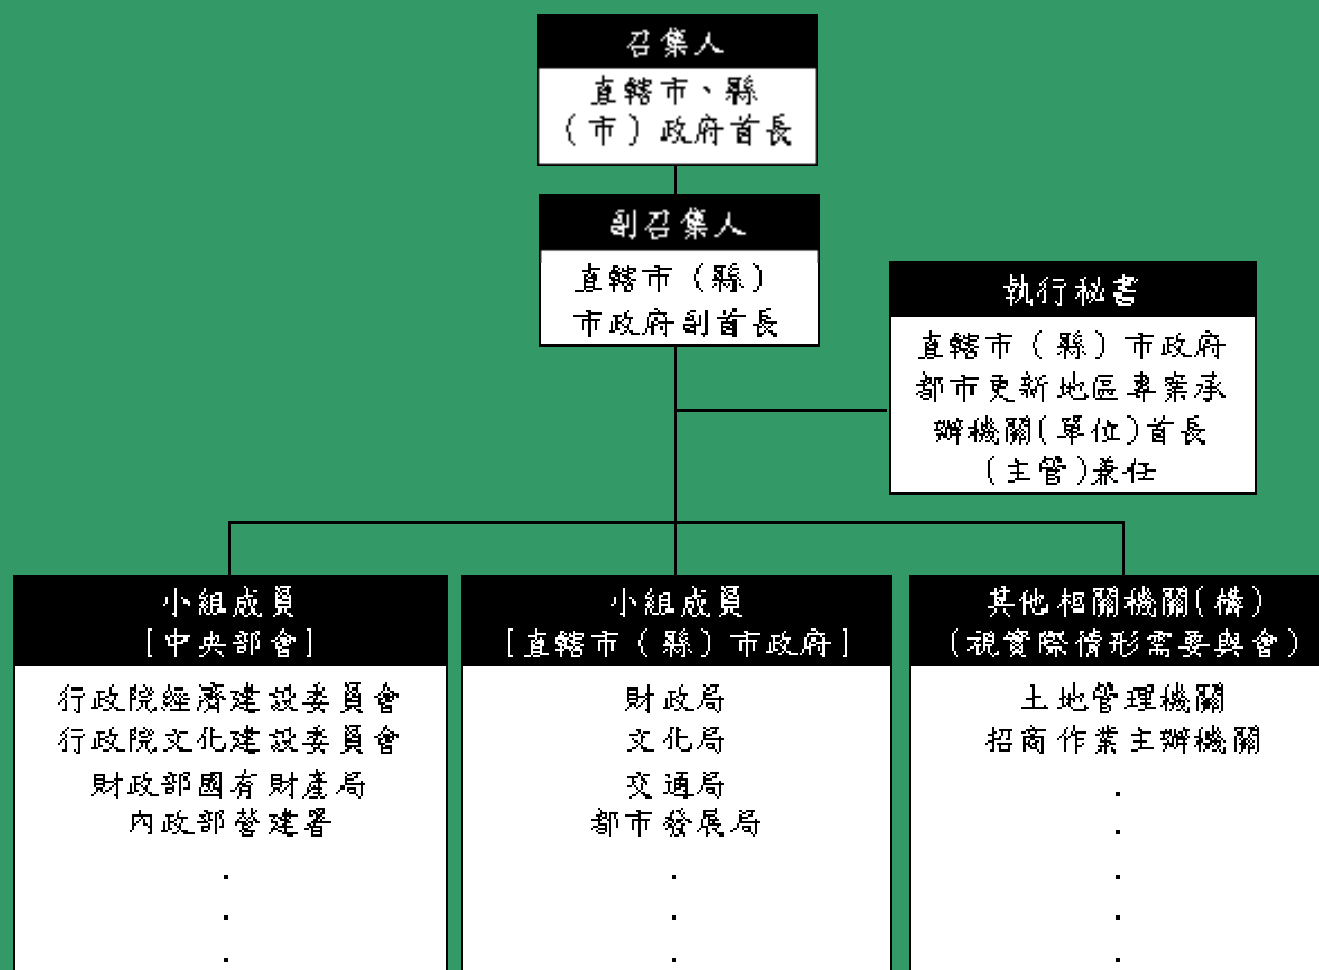 召集人
直轄市、縣
（市）政府首長
副召集人
直轄市（縣）
市政府副首長
執行秘書
直轄市（縣）市政府
都市更新地區專案承
辦機關(單位)首長
(主管)兼任
小組成員
[中央部會]
行政院經濟建設委員會
行政院文化建設委員會
財政部國有財產局
內政部營建署
.
.
.
小組成員
[直轄市（縣）市政府]
財政局
文化局
交通局
都市發展局
.
.
.
其他相關機關(構)
(視實際情形需要與會)
土地管理機關
招商作業主辦機關
.
.
.
.
.